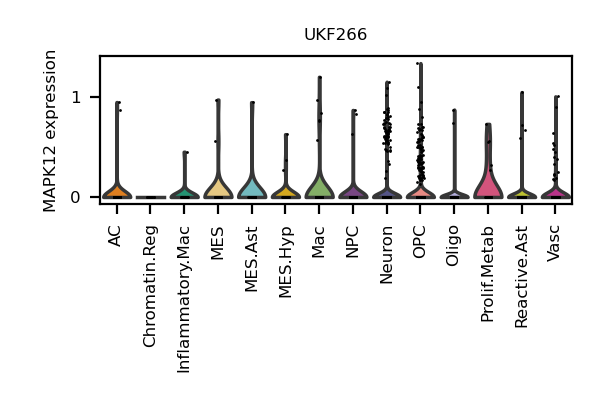 UKF266
MAPK12 expression
1
0
AC
Chromatin.Reg
Inflammatory.Mac
MES
MES.Ast
MES.Hyp
Mac
NPC
Neuron
OPC
Oligo
Prolif.Metab
Reactive.Ast
Vasc